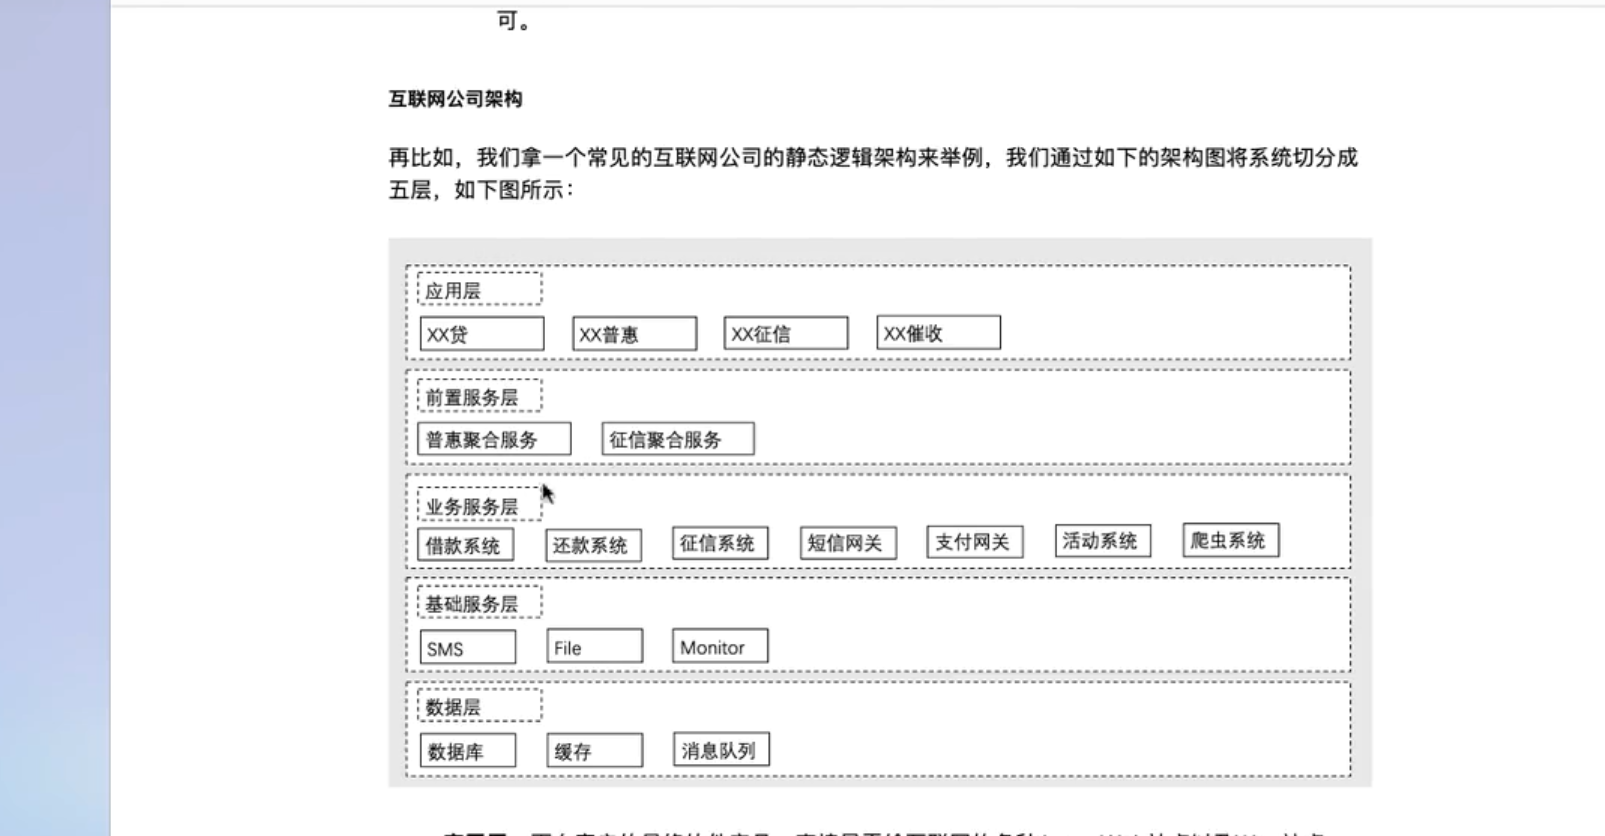 可。
互联网公司架构
再比如，我们拿一个常见的互联网公司的静态逻辑架构来举例，我们通过如下的架构图将系统切分成
五层，如下图所示：
应用层
XX贷 XX普惠 XX征信 XX催收
前置服务层
普惠聚合服务 征信聚合服务
业务服务层
借款系统 还款系统 征信系统 短信网关 支付网关 活动系统 爬虫系统
基础服务层
SMS File Monitor
数据层
数据库 缓存 消息队列